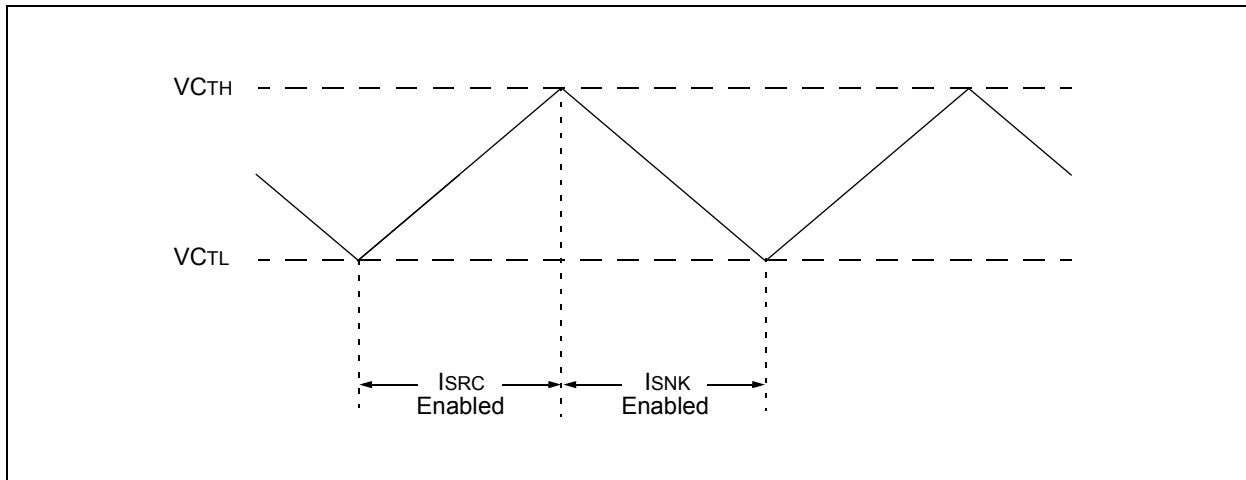 VCTH
VCTL
ISRC
Enabled
ISNK
Enabled